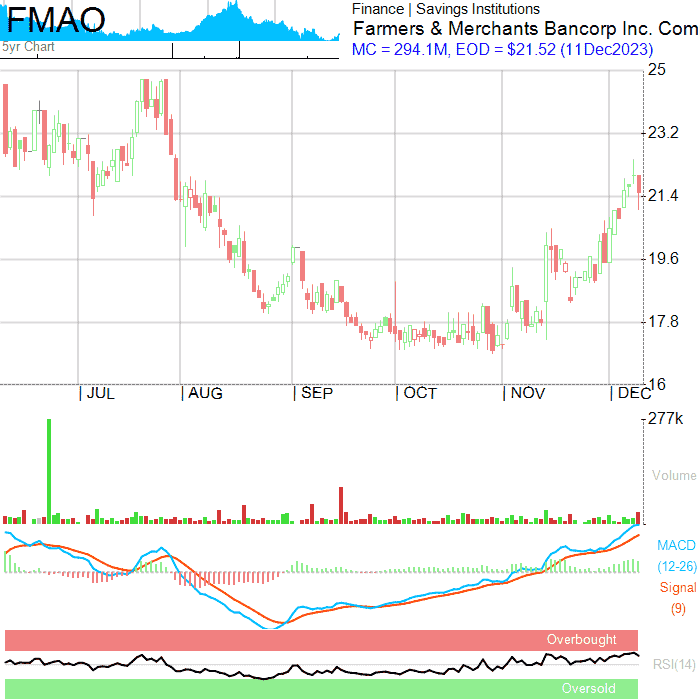 FMAO
5yr Chart
Finance | Savings Institutions
Farmers & Merchants Bancorp Inc. Com
MC = 294.1M, EOD = $21.52 (11Dec2023)
25
23.2
21.4
19.6
17.8
16
JUL AUG SEP OCT NOV DEC
277k
Volume
MACD
(12-26)
Signal
(9)
Overbought
RSI(14)
Oversold